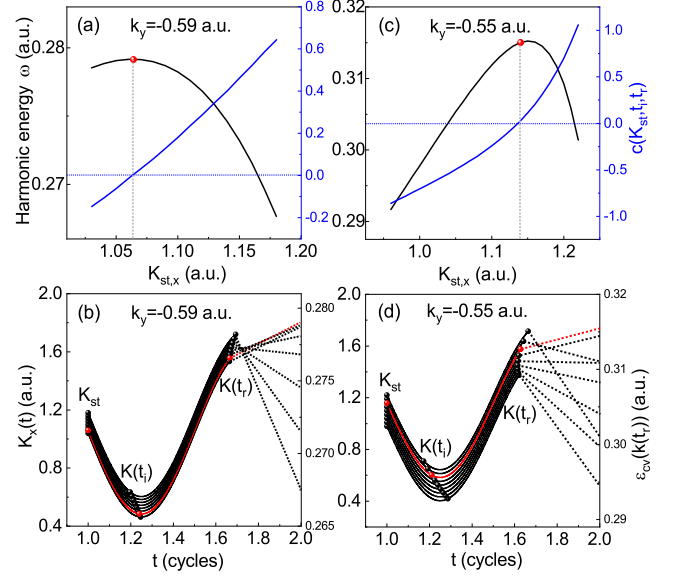 (a) k_y=-0.59 a.u.
Harmonic energy ω (a.u.)
0.28
0.27
0.8
0.6
0.4
0.2
0.0
-0.2
1.05 1.10 1.15 1.20
K_st,x (a.u.)
(c) k_y=-0.55 a.u.
0.32
0.31
0.30
0.29
1.0
0.5
0.0
-0.5
-1.0
c(K_st,t_i,t_r)
1.0 1.1 1.2
K_st,x (a.u.)
(b) k_y=-0.59 a.u.
K_x(t) (a.u.)
2.0
1.6
1.2
0.8
0.4
K_st
K(t_i)
K(t_r)
0.280
0.275
0.270
0.265
1.0 1.2 1.4 1.6 1.8 2.0
t (cycles)
(d) k_y=-0.55 a.u.
2.0
1.6
1.2
0.8
0.4
K_st
K(t_i)
K(t_r)
0.32
0.31
0.30
0.29
ε_cv(k(t_r)) (a.u.)
1.0 1.2 1.4 1.6 1.8 2.0
t (cycles)